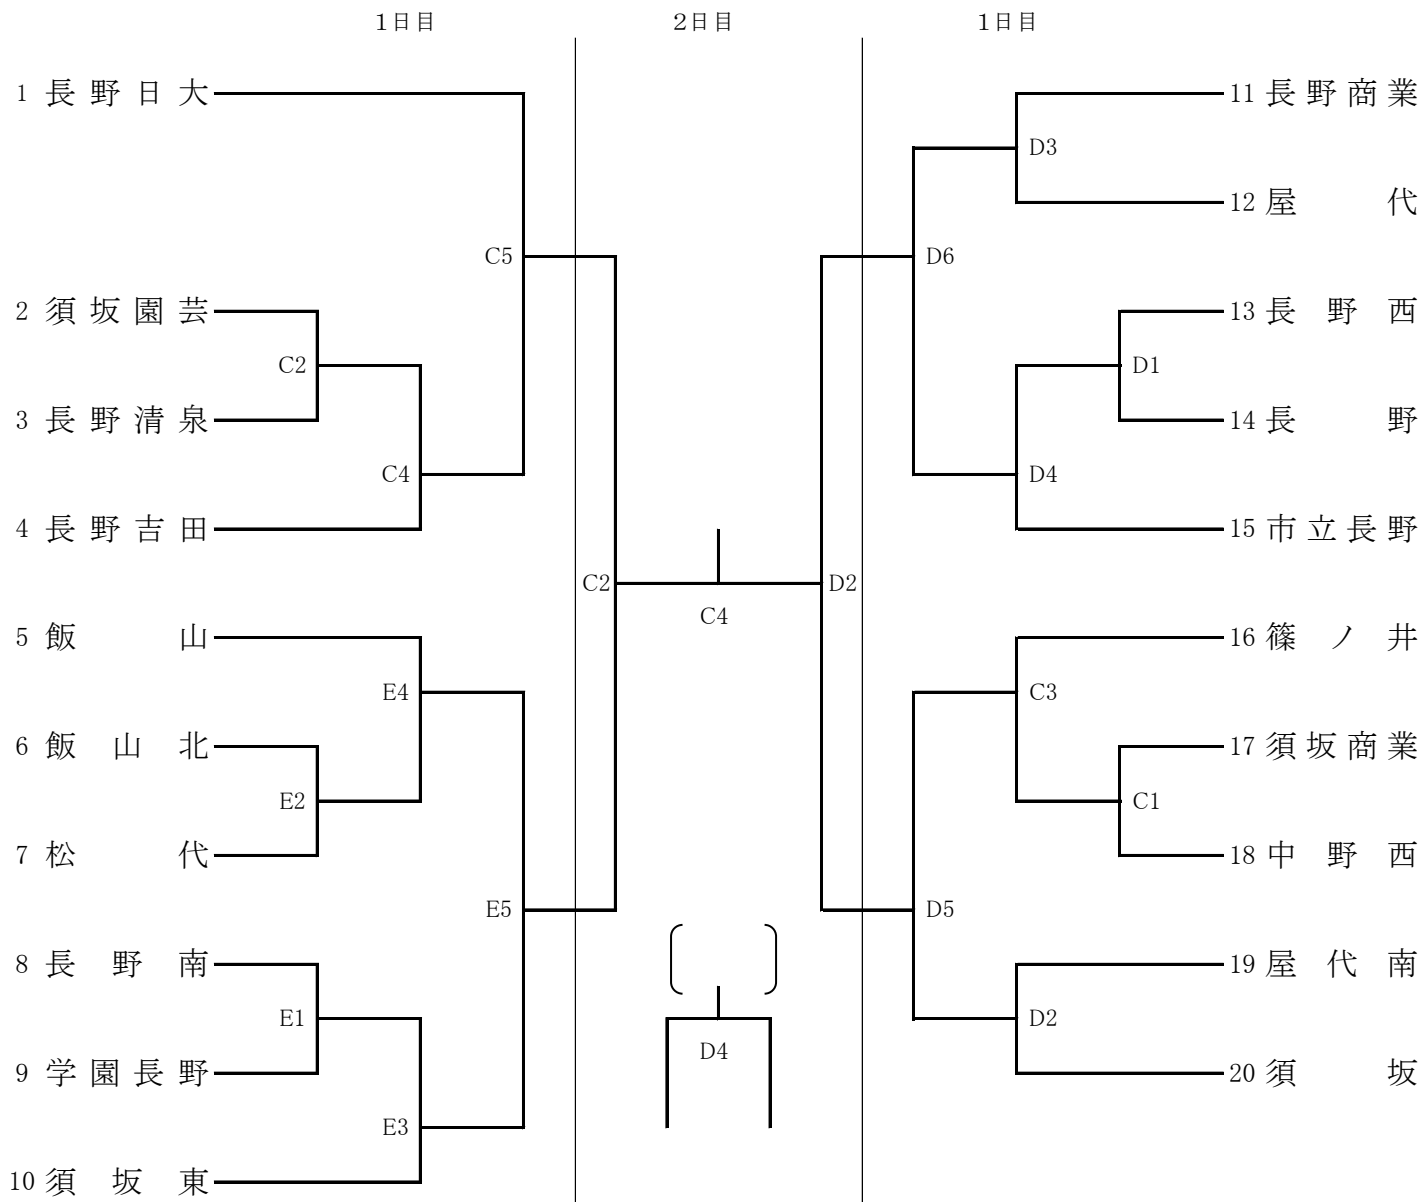 1日目 2日目 1日目
1 長野日大 11 長野商業
D3
12 屋代
C5 D6
2 須坂園芸 13 長野西
C2 D1
3 長野清泉 14 長野
C4 D4
4 長野吉田 15 市立長野
C2 D2
C4
5 飯山 16 篠ノ井
E4 C3
6 飯山北 17 須坂商業
E2 C1
7 松代 18 中野西
E5 D5
8 長野南 19 屋代南
E1 D2
D4
9 学園長野 20 須坂
E3
10 須坂東